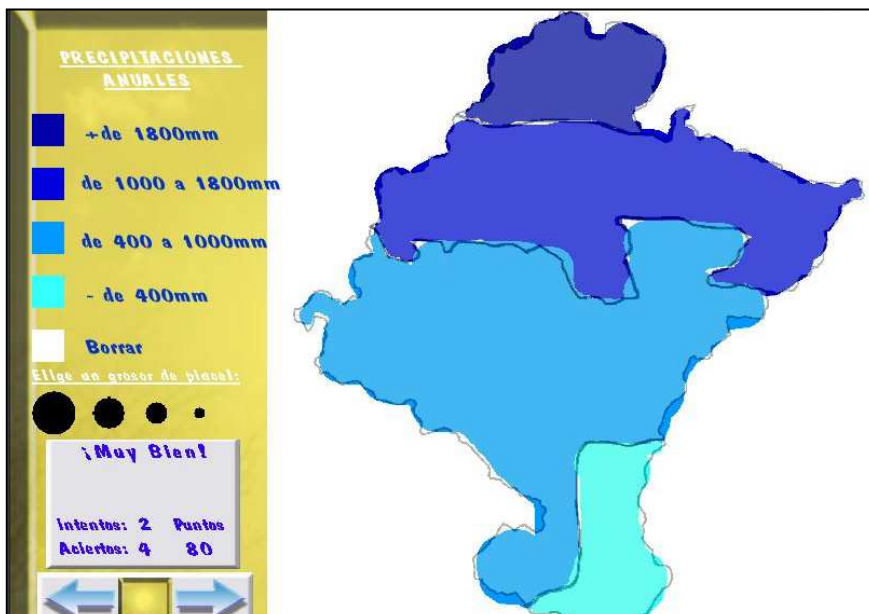 PRECIPITACIONES
ANUALES
+de 1800mm
de 1000 a 1800mm
de 400 a 1000mm
- de 400mm
Borrar
Elige un grosor de pincel:
¡Muy Bien!
Intentos: 2 Puntos
Aciertos: 4 80